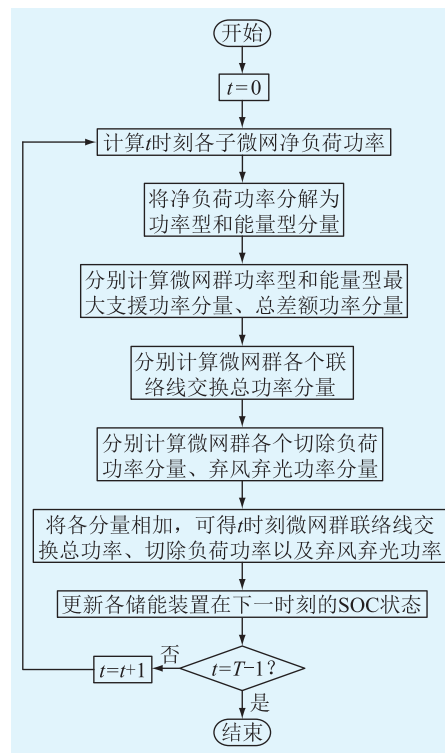 开始
t=0
计算t时刻各子微网净负荷功率
将净负荷功率分解为
功率型和能量型分量
分别计算微网群功率型和能量型最
大支援功率分量、总差额功率分量
分别计算微网群各个联
络线交换总功率分量
分别计算微网群各个切除负荷
功率分量、弃风弃光功率分量
将各分量相加，可得t时刻微网群联络线交
换总功率、切除负荷功率以及弃风弃光功率
更新各储能装置在下一时刻的SOC状态
t=t+1
否
t=T-1?
是
结束